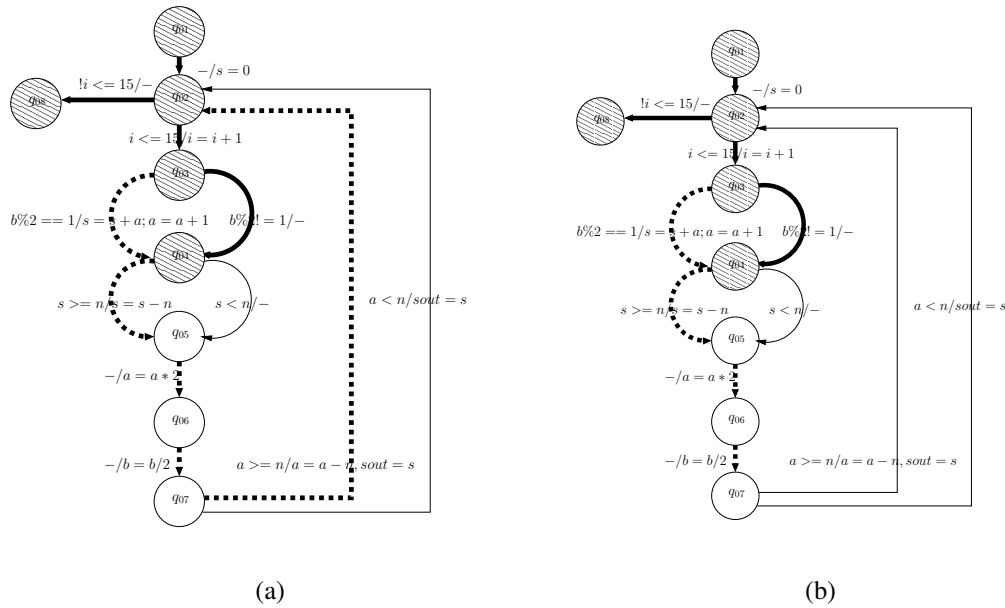 q01
-/s = 0
!i <= 15/-
q08
q02
i <= 15/i = i + 1
q03
b%2 == 1/s = s + a; a = a + 1
b%2! = 1/-
q04
s >= n/s = s - n
s < n/-
a < n/sout = s
q05
-/a = a * 2
q06
-/b = b/2
a >= n/a = a - n, sout = s
q07
(a)
q01
-/s = 0
!i <= 15/-
q08
q02
i <= 15/i = i + 1
q03
b%2 == 1/s = s + a; a = a + 1
b%2! = 1/-
q04
s >= n/s = s - n
s < n/-
a < n/sout = s
q05
-/a = a * 2
q06
-/b = b/2
a >= n/a = a - n, sout = s
q07
(b)